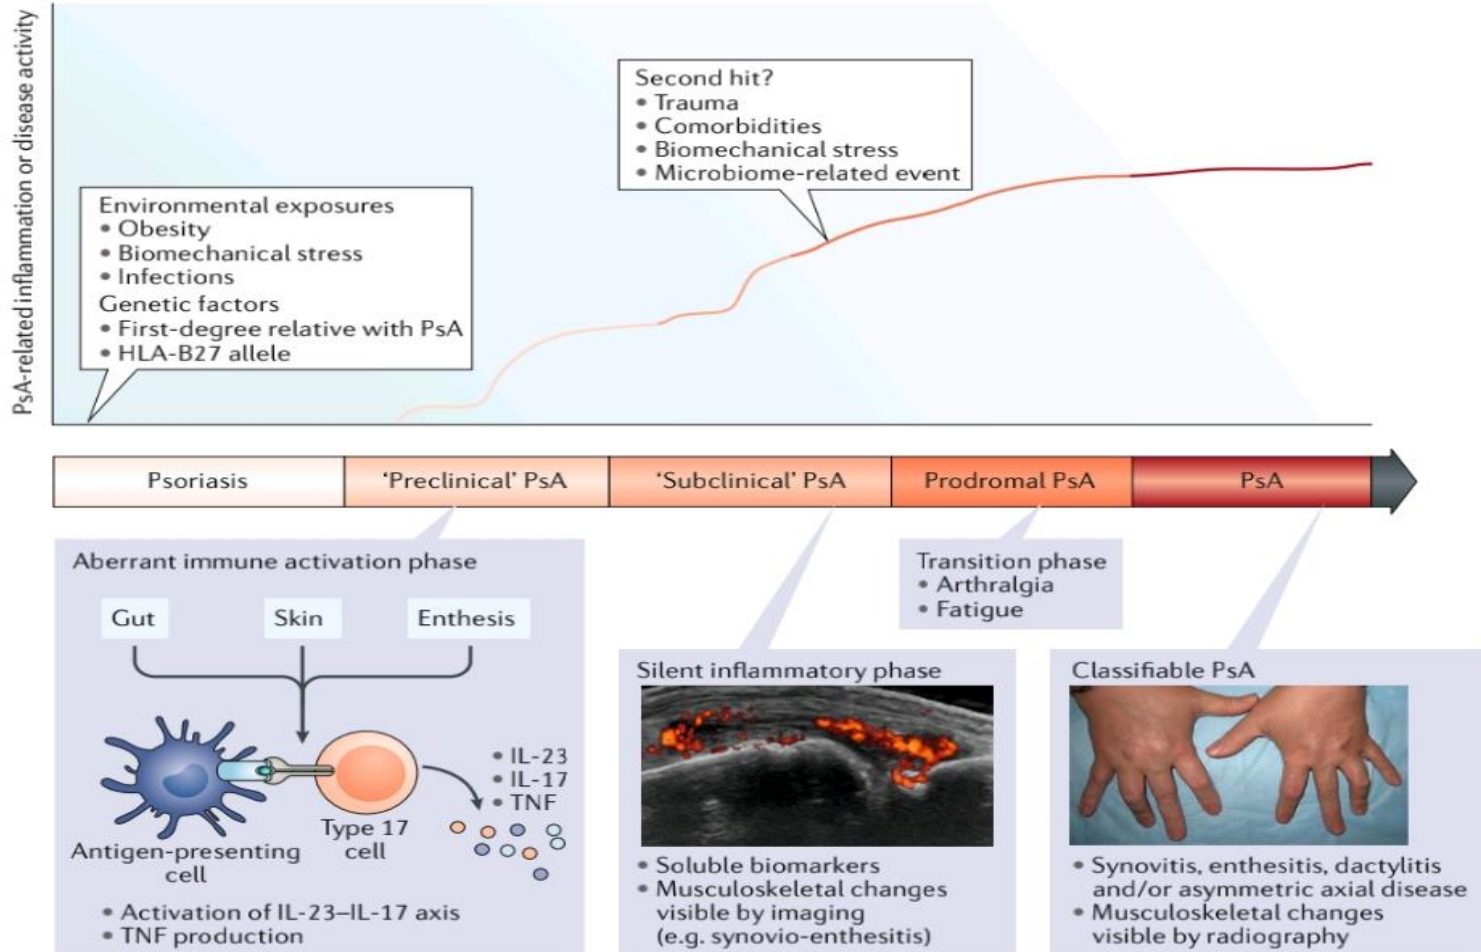 PsA-related inflammation or disease activity
Environmental exposures
• Obesity
• Biomechanical stress
• Infections
Genetic factors
• First-degree relative with PsA
• HLA-B27 allele
Second hit?
• Trauma
• Comorbidities
• Biomechanical stress
• Microbiome-related event
Psoriasis
‘Preclinical’ PsA
‘Subclinical’ PsA
Prodromal PsA
PsA
Aberrant immune activation phase
Gut
Skin
Enthesis
• IL-23
• IL-17
• TNF
Antigen-presenting
cell
Type 17
cell
• Activation of IL-23–IL-17 axis
• TNF production
Silent inflammatory phase
• Soluble biomarkers
• Musculoskeletal changes
visible by imaging
(e.g. synovio-enthesitis)
Transition phase
• Arthralgia
• Fatigue
Classifiable PsA
• Synovitis, enthesitis, dactylitis
and/or asymmetric axial disease
• Musculoskeletal changes
visible by radiography